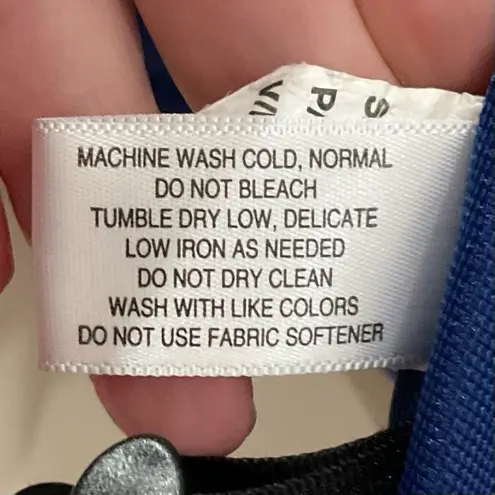 MACHINE WASH COLD, NORMAL
DO NOT BLEACH
TUMBLE DRY LOW, DELICATE
LOW IRON AS NEEDED
DO NOT DRY CLEAN
WASH WITH LIKE COLORS
DO NOT USE FABRIC SOFTENER